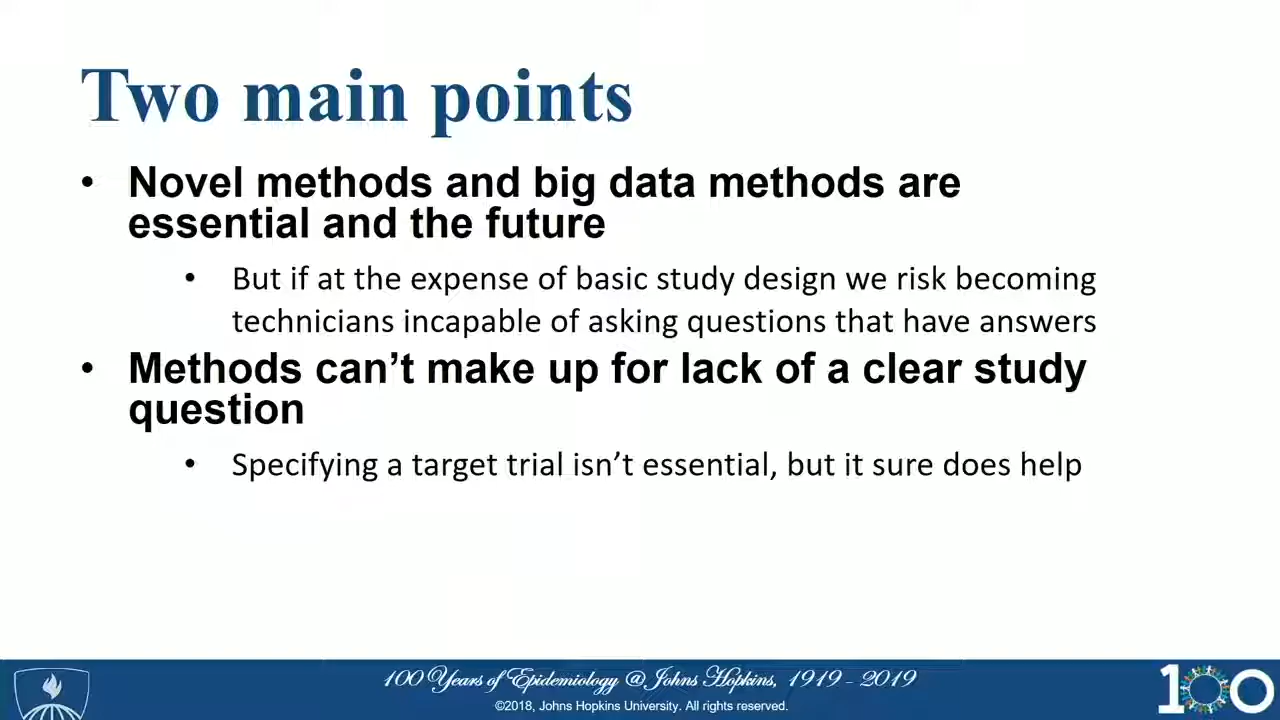 Two main points
• Novel methods and big data methods are
essential and the future
• But if at the expense of basic study design we risk becoming
technicians incapable of asking questions that have answers
• Methods can’t make up for lack of a clear study
question
• Specifying a target trial isn’t essential, but it sure does help
100 Years of Epidemiology @ Johns Hopkins, 1919 - 2019
©2018, Johns Hopkins University. All rights reserved.
100